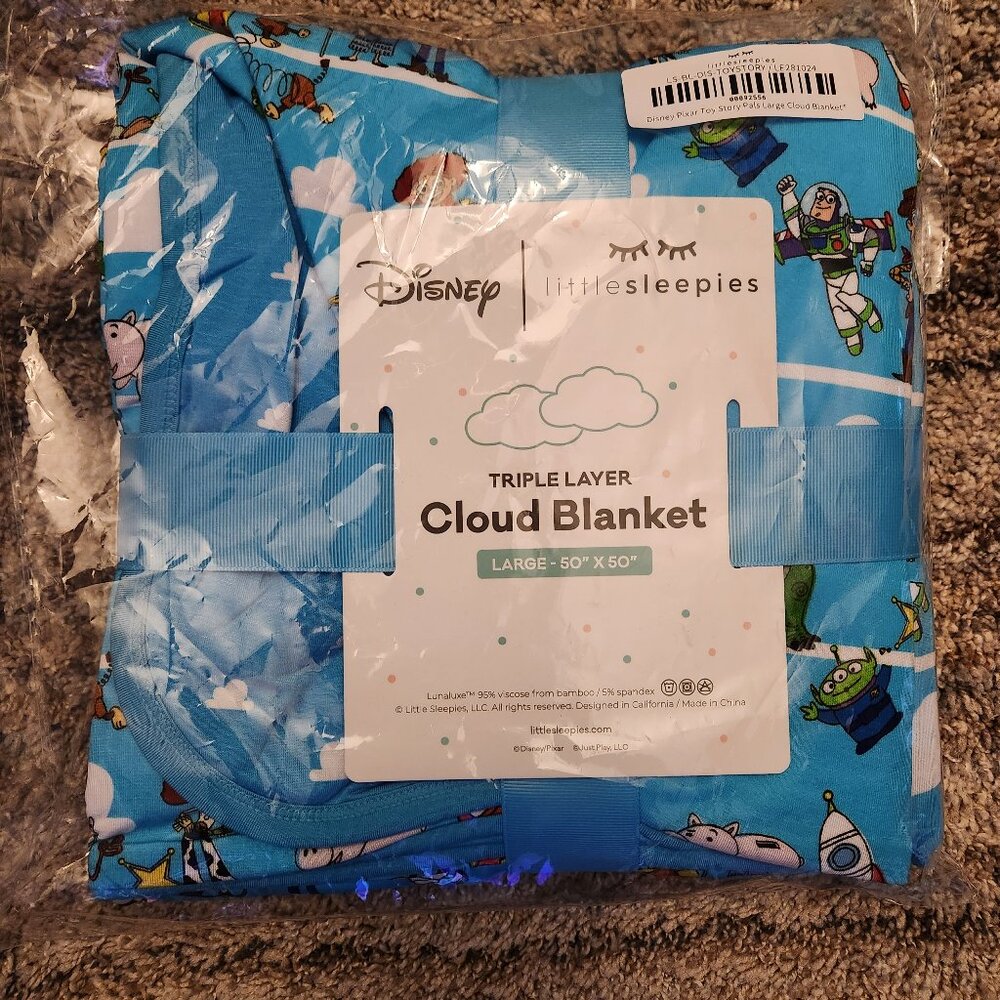 littlesleepies
LS-BL-DIS-TOYSTORY / LE281024
00092556
Disney Pixar Toy Story Pals Large Cloud Blanket*
Disney
littlesleepies
TRIPLE LAYER
Cloud Blanket
LARGE - 50" X 50"
Lunaluxe™ 95% viscose from bamboo / 5% spandex
© Little Sleepies, LLC. All rights reserved. Designed in California / Made in China
littlesleepies.com
©Disney/Pixar ©Just Play, LLC